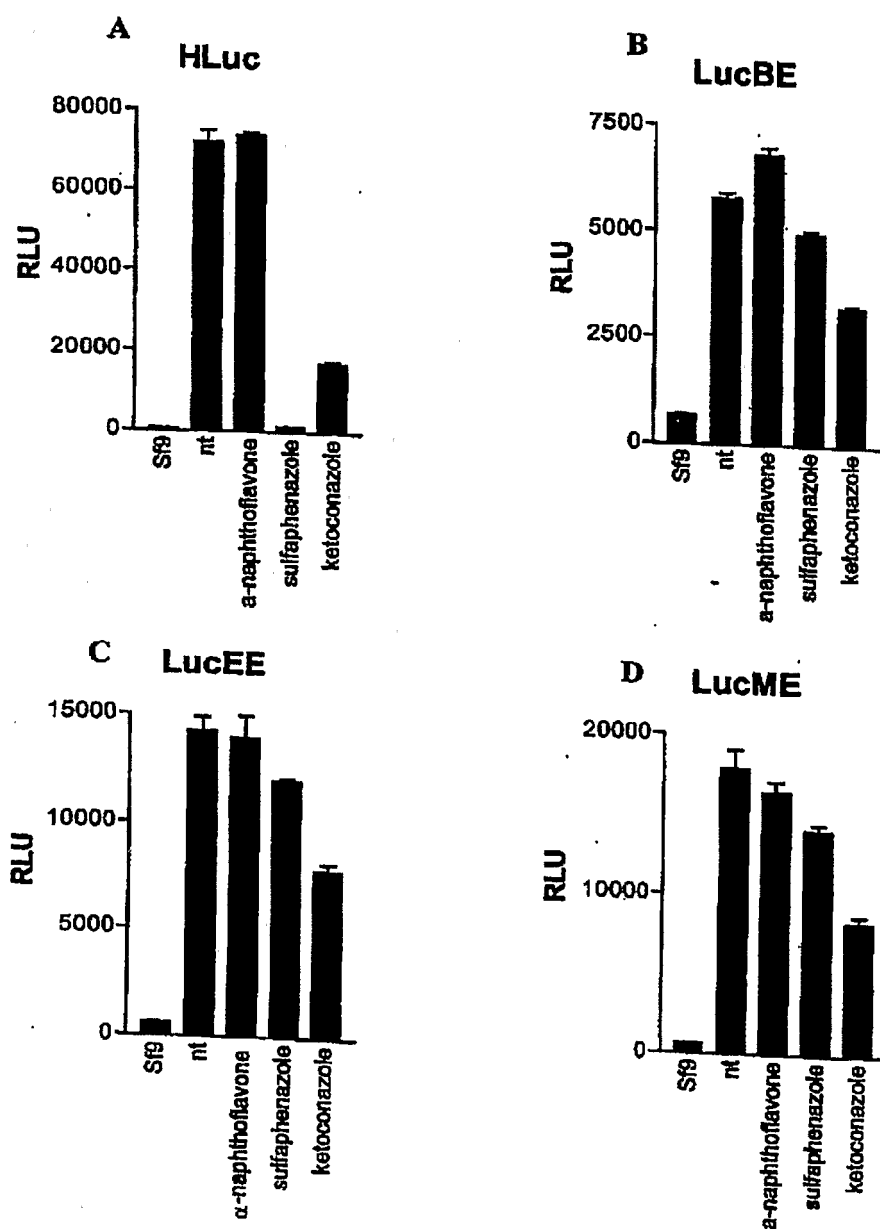 A
HLuc
80000
60000
40000
20000
0
RLU
Sf9
nt
a-naphthoflavone
sulfaphenazole
ketoconazole
B
LucBE
7500
5000
2500
0
RLU
Sf9
nt
a-naphthoflavone
sulfaphenazole
ketoconazole
C
LucEE
15000
10000
5000
0
RLU
Sf9
nt
α-naphthoflavone
sulfaphenazole
ketoconazole
D
LucME
20000
10000
0
RLU
Sf9
nt
a-naphthoflavone
sulfaphenazole
ketoconazole